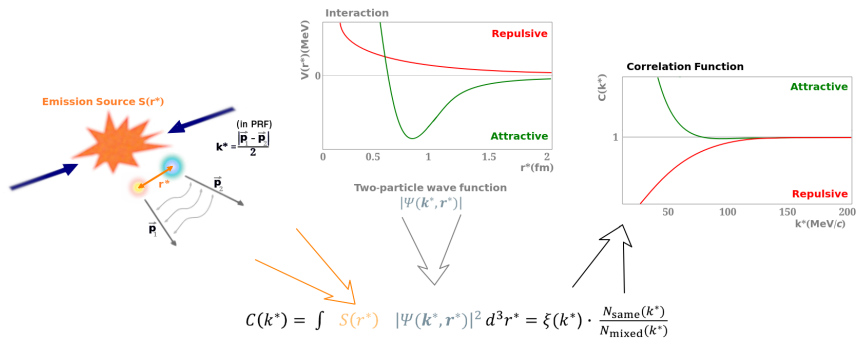 Emission Source S(r*)
(in PRF)
k* = |p⃗₁ - p⃗₂| / 2
r*
p⃗₂
p⃗₁
Interaction
V(r*)(MeV)
Repulsive
0
Attractive
0 0.5 1 1.5 2
r*(fm)
Two-particle wave function
|Ψ(k*, r*)|
Correlation Function
C(k*)
Attractive
1
Repulsive
50 100 150 200
k*(MeV/c)
C(k*) = ∫ S(r*) |Ψ(k*, r*)|² d³r* = ξ(k*) · N_same(k*) / N_mixed(k*)